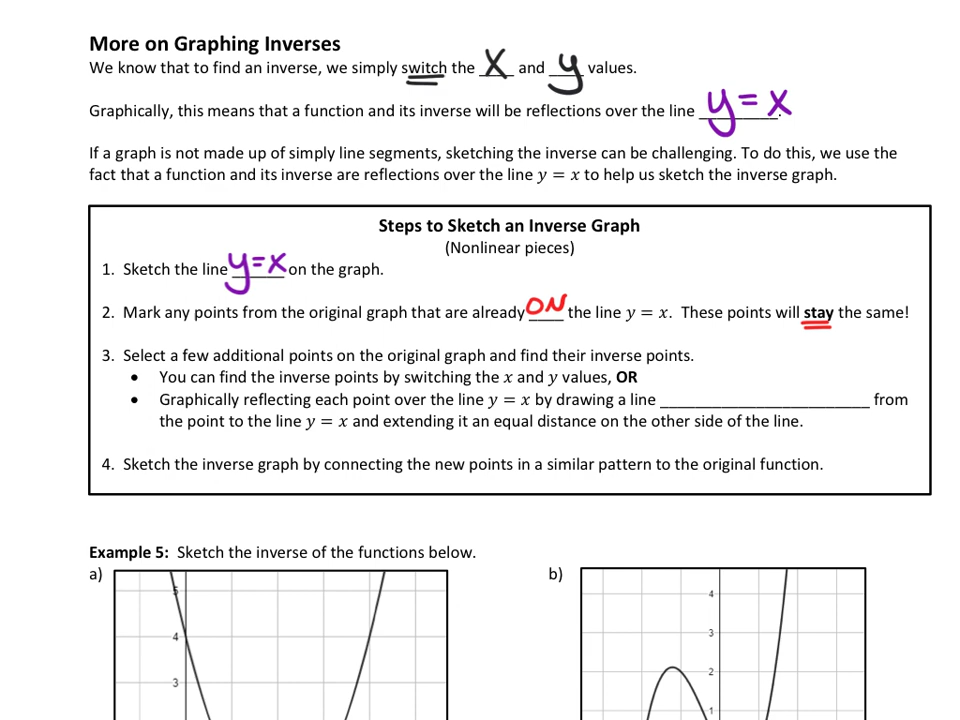 More on Graphing Inverses
We know that to find an inverse, we simply switch the x and y values.
Graphically, this means that a function and its inverse will be reflections over the line y=x.
If a graph is not made up of simply line segments, sketching the inverse can be challenging. To do this, we use the
fact that a function and its inverse are reflections over the line y = x to help us sketch the inverse graph.
Steps to Sketch an Inverse Graph
(Nonlinear pieces)
1. Sketch the line y=x on the graph.
2. Mark any points from the original graph that are already ON the line y = x. These points will stay the same!
3. Select a few additional points on the original graph and find their inverse points.
• You can find the inverse points by switching the x and y values, OR
• Graphically reflecting each point over the line y = x by drawing a line ________________________ from
the point to the line y = x and extending it an equal distance on the other side of the line.
4. Sketch the inverse graph by connecting the new points in a similar pattern to the original function.
Example 5: Sketch the inverse of the functions below.
a)
5
4
3
b)
4
3
2
1